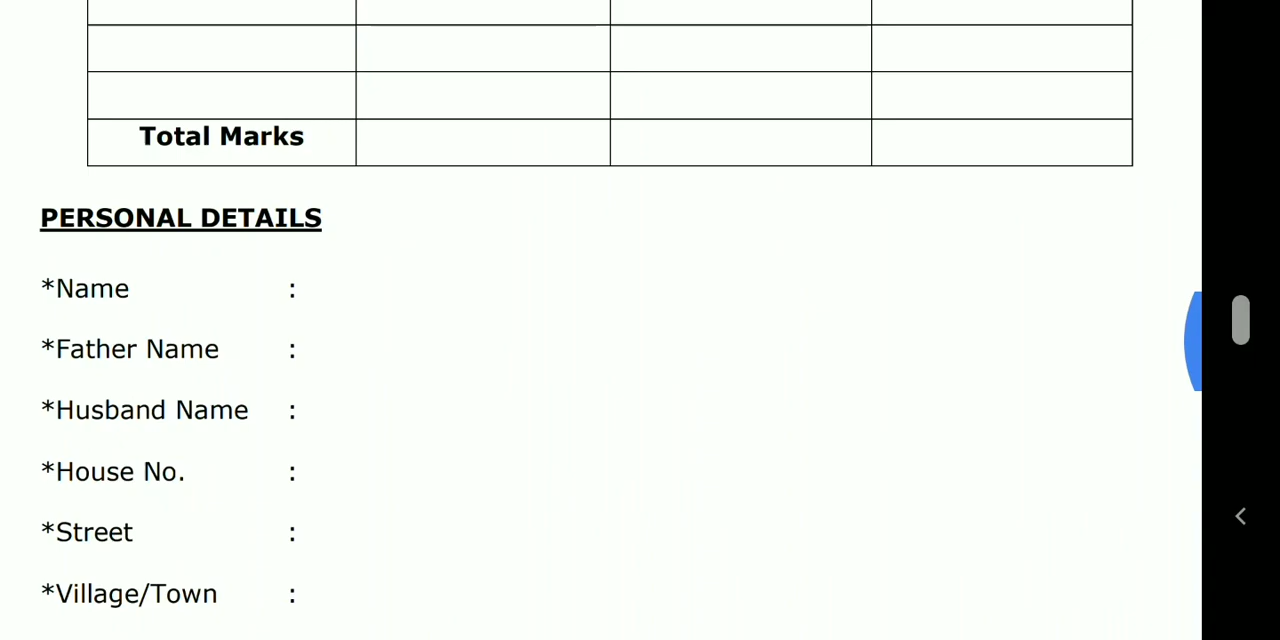 Total Marks
PERSONAL DETAILS
*Name :
*Father Name :
*Husband Name :
*House No. :
*Street :
*Village/Town :